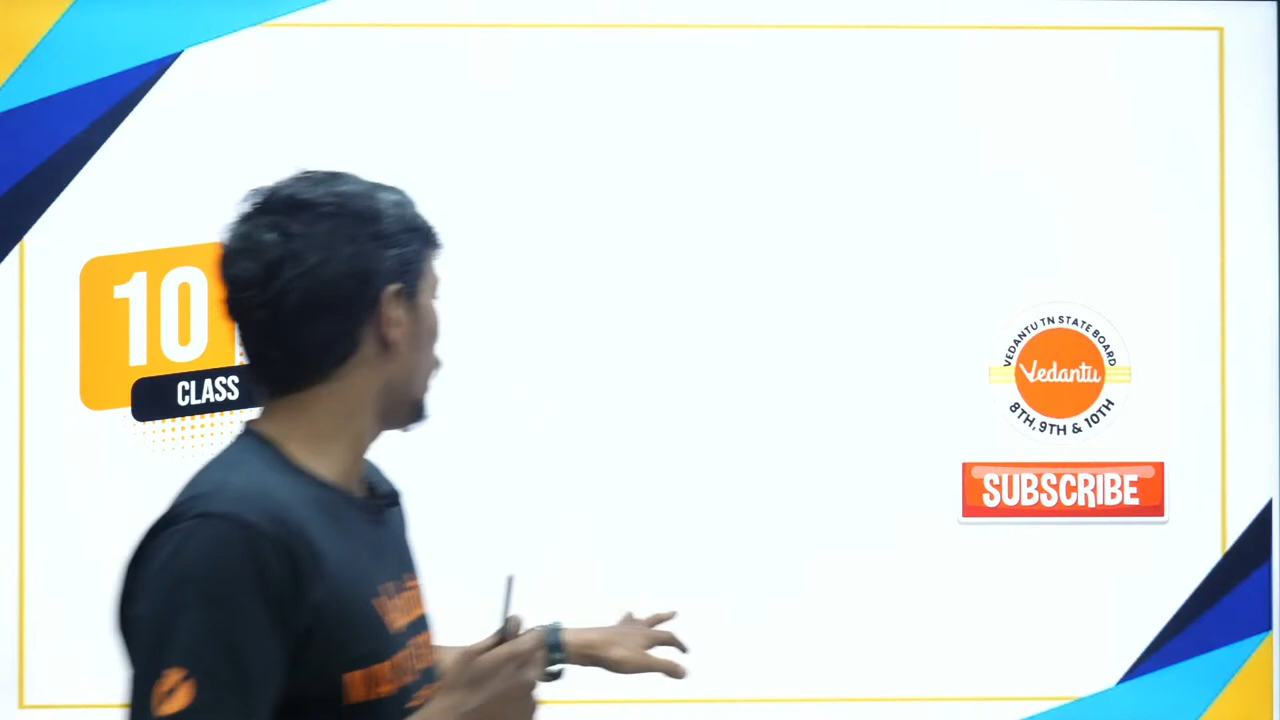 10
CLASS
VEDANTU TN STATE BOARD
Vedantu
8TH, 9TH & 10TH
SUBSCRIBE